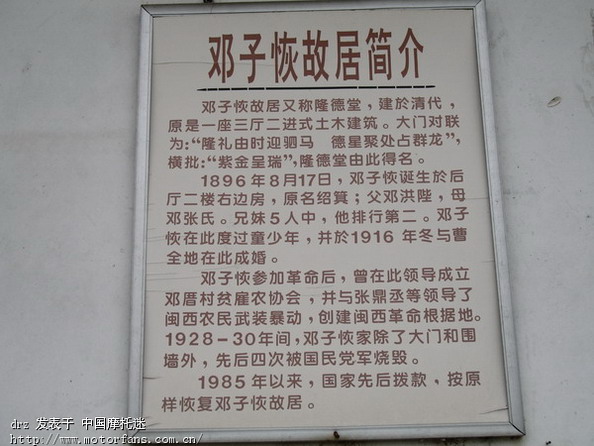 邓子恢故居简介
邓子恢故居又称隆德堂，建於清代，
原是一座三厅二进式土木建筑。大门对联
为:“隆礼由时迎驷马　德星聚处占群龙”，
横批:“紫金呈瑞”,隆德堂由此得名。
1896年8月17日，邓子恢诞生於后
厅二楼右边房，原名绍箕；父邓洪陛，母
邓张氏。兄妹5人中，他排行第二。邓子
恢在此度过童少年，并於1916 年冬与曹
全地在此成婚。
邓子恢参加革命后，曾在此领导成立
邓厝村贫雇农协会，并与张鼎丞等领导了
闽西农民武装暴动，创建闽西革命根据地。
1928－30年间，邓子恢家除了大门和围
墙外，先后四次被国民党军烧毁。
1985年以来，国家先后拨款，按原
样恢复邓子恢故居。
drz 发表于 中国摩托迷
http://www.motorfans.com.cn/bbs/